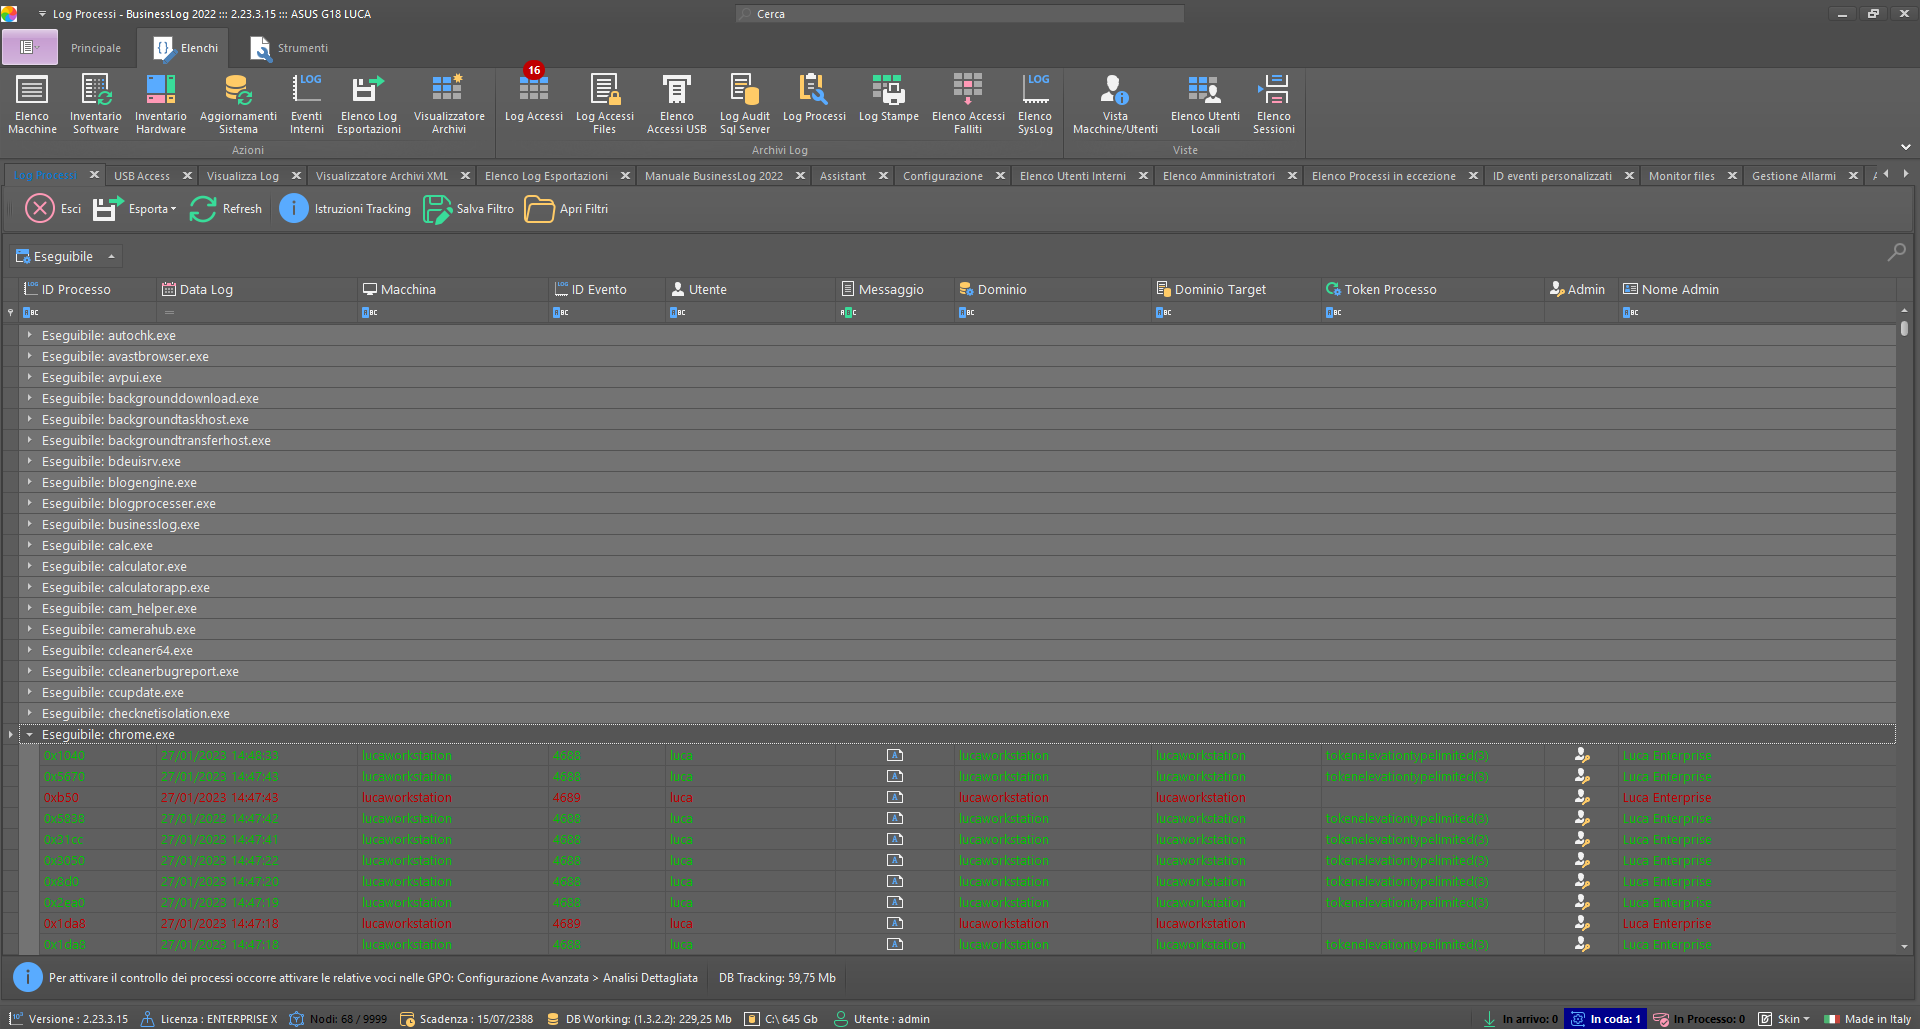 Log Processi - BusinessLog 2022 ::: 2.23.3.15 ::: ASUS G18 LUCA
Cerca
Principale
Elenchi
Strumenti
Elenco Macchine
Inventario Software
Inventario Hardware
Aggiornamenti Sistema
Eventi Interni
Elenco Log Esportazioni
Visualizzatore Archivi
16
Log Accessi
Log Accessi Files
Elenco Accessi USB
Log Audit Sql Server
Log Processi
Log Stampe
Elenco Accessi Falliti
LOG
Elenco SysLog
Vista Macchine/Utenti
Elenco Utenti Locali
Elenco Sessioni
Azioni
Archivi Log
Viste
Log Processi
USB Access
Visualizza Log
Visualizzatore Archivi XML
Elenco Log Esportazioni
Manuale BusinessLog 2022
Assistant
Configurazione
Elenco Utenti Interni
Elenco Amministratori
Elenco Processi in eccezione
ID eventi personalizzati
Monitor files
Gestione Allarmi
Esci
Esporta
Refresh
Istruzioni Tracking
Salva Filtro
Apri Filtri
Eseguibile
ID Processo Data Log Macchina ID Evento Utente Messaggio Dominio Dominio Target Token Processo Admin Nome Admin
Eseguibile: autochk.exe
Eseguibile: avastbrowser.exe
Eseguibile: avpui.exe
Eseguibile: backgrounddownload.exe
Eseguibile: backgroundtaskhost.exe
Eseguibile: backgroundtransferhost.exe
Eseguibile: bdeuisrv.exe
Eseguibile: blogengine.exe
Eseguibile: blogprocesser.exe
Eseguibile: businesslog.exe
Eseguibile: calc.exe
Eseguibile: calculator.exe
Eseguibile: calculatorapp.exe
Eseguibile: cam_helper.exe
Eseguibile: camerahub.exe
Eseguibile: ccleaner64.exe
Eseguibile: ccleanerbugreport.exe
Eseguibile: ccupdate.exe
Eseguibile: checknetisolation.exe
Eseguibile: chrome.exe
0x1040 27/01/2023 14:48:33 lucaworkstation 4688 luca lucaworkstation lucaworkstation tokenelevationtypelimited(3) Luca Enterprise
0x5670 27/01/2023 14:47:43 lucaworkstation 4688 luca lucaworkstation lucaworkstation tokenelevationtypelimited(3) Luca Enterprise
0xb50 27/01/2023 14:47:43 lucaworkstation 4689 luca lucaworkstation lucaworkstation Luca Enterprise
0x5838 27/01/2023 14:47:42 lucaworkstation 4688 luca lucaworkstation lucaworkstation tokenelevationtypelimited(3) Luca Enterprise
0x31cc 27/01/2023 14:47:41 lucaworkstation 4688 luca lucaworkstation lucaworkstation tokenelevationtypelimited(3) Luca Enterprise
0x3050 27/01/2023 14:47:22 lucaworkstation 4688 luca lucaworkstation lucaworkstation tokenelevationtypelimited(3) Luca Enterprise
0x8d0 27/01/2023 14:47:20 lucaworkstation 4688 luca lucaworkstation lucaworkstation tokenelevationtypelimited(3) Luca Enterprise
0x2ea0 27/01/2023 14:47:19 lucaworkstation 4688 luca lucaworkstation lucaworkstation tokenelevationtypelimited(3) Luca Enterprise
0x1da8 27/01/2023 14:47:18 lucaworkstation 4689 luca lucaworkstation lucaworkstation Luca Enterprise
0x1da8 27/01/2023 14:47:18 lucaworkstation 4688 luca lucaworkstation lucaworkstation tokenelevationtypelimited(3) Luca Enterprise
Per attivare il controllo dei processi occorre attivare le relative voci nelle GPO: Configurazione Avanzata > Analisi Dettagliata
DB Tracking: 59,75 Mb
Versione : 2.23.3.15
Licenza : ENTERPRISE X
Nodi: 68 / 9999
Scadenza : 15/07/2388
DB Working: (1.3.2.2): 229,25 Mb
C:\ 645 Gb
Utente : admin
In arrivo: 0
In coda: 1
In Processo: 0
Skin
Made in Italy